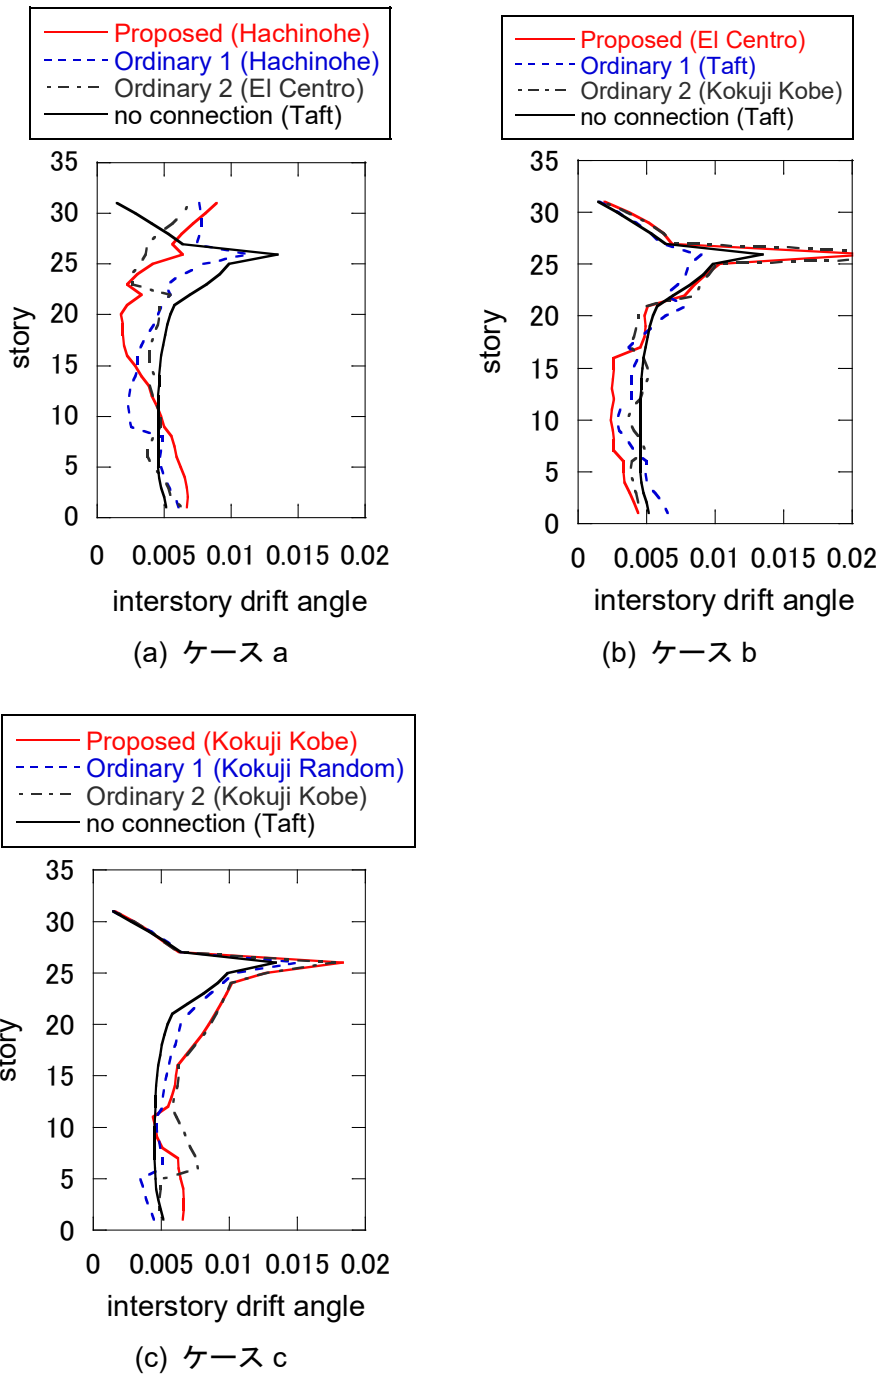 Proposed (Hachinohe)
Ordinary 1 (Hachinohe)
Ordinary 2 (El Centro)
no connection (Taft)
35
30
25
20
15
10
5
0
story
0 0.005 0.01 0.015 0.02
interstory drift angle
(a) ケース a
Proposed (El Centro)
Ordinary 1 (Taft)
Ordinary 2 (Kokuji Kobe)
no connection (Taft)
35
30
25
20
15
10
5
0
story
0 0.005 0.01 0.015 0.02
interstory drift angle
(b) ケース b
Proposed (Kokuji Kobe)
Ordinary 1 (Kokuji Random)
Ordinary 2 (Kokuji Kobe)
no connection (Taft)
35
30
25
20
15
10
5
0
story
0 0.005 0.01 0.015 0.02
interstory drift angle
(c) ケース c